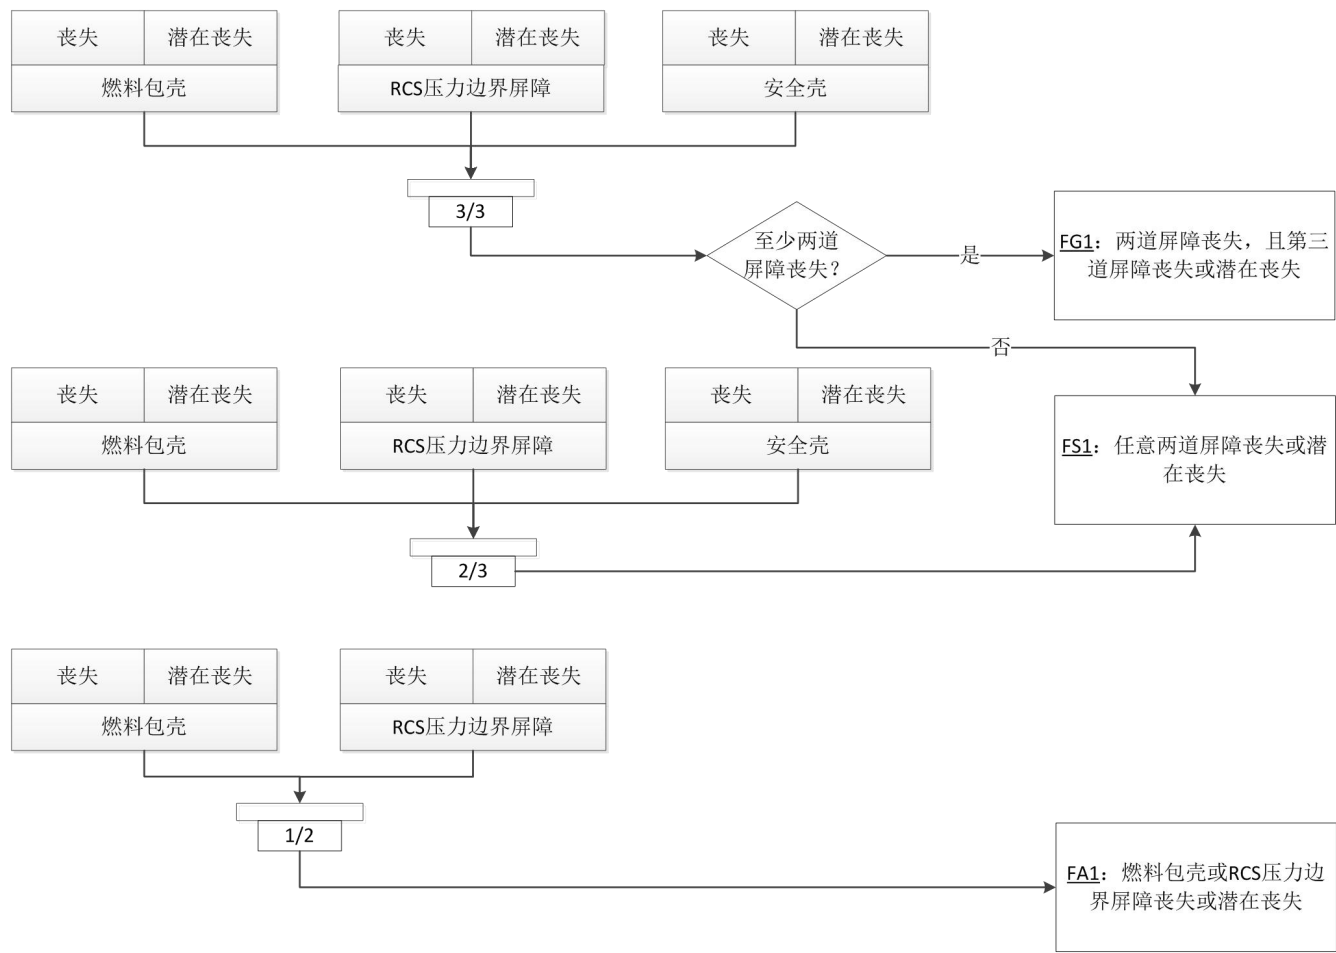 丧失 潜在丧失 丧失 潜在丧失 丧失 潜在丧失
燃料包壳 RCS压力边界屏障 安全壳
3/3
至少两道
屏障丧失？
是
FG1：两道屏障丧失，且第三
道屏障丧失或潜在丧失
否
丧失 潜在丧失 丧失 潜在丧失 丧失 潜在丧失
燃料包壳 RCS压力边界屏障 安全壳
FS1：任意两道屏障丧失或潜
在丧失
2/3
丧失 潜在丧失 丧失 潜在丧失
燃料包壳 RCS压力边界屏障
1/2
FA1：燃料包壳或RCS压力边
界屏障丧失或潜在丧失